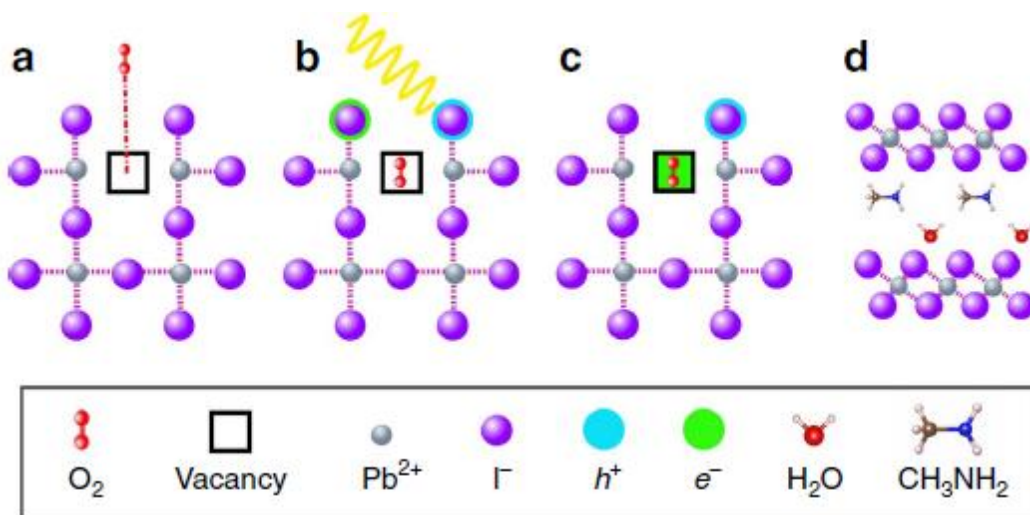 a b c d
O₂ Vacancy Pb²⁺ I⁻ h⁺ e⁻ H₂O CH₃NH₂